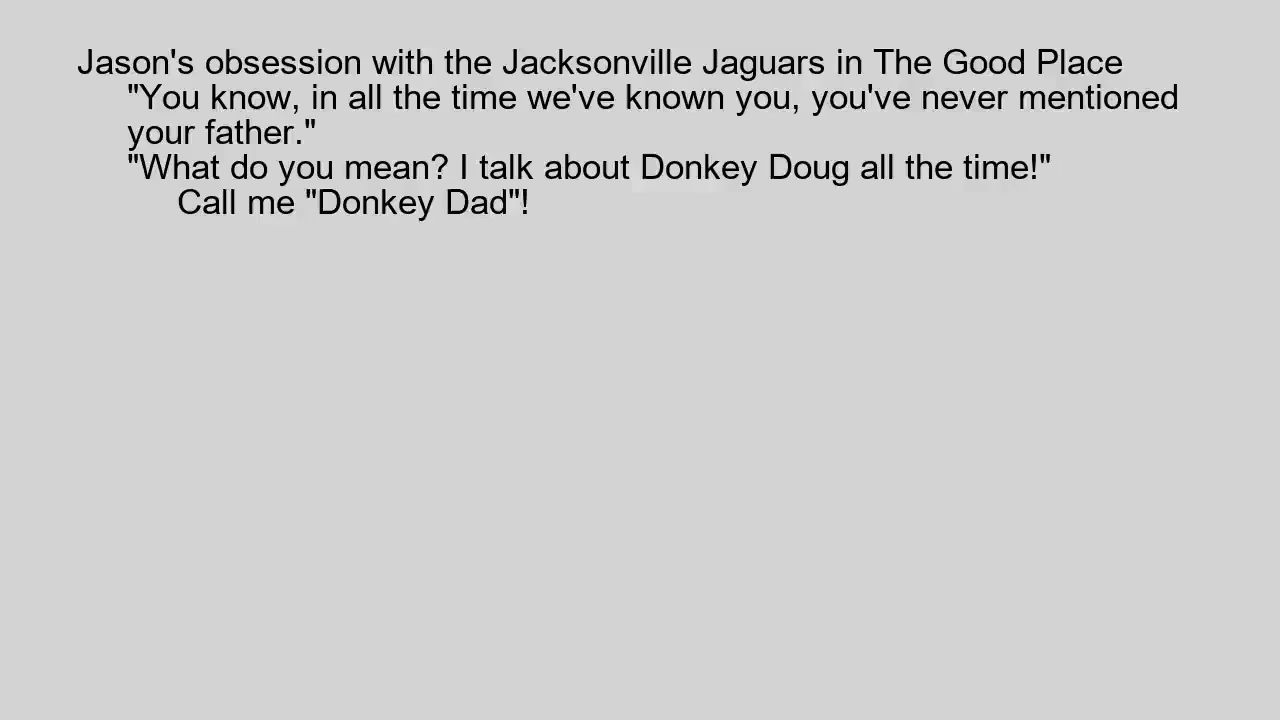 Jason's obsession with the Jacksonville Jaguars in The Good Place
"You know, in all the time we've known you, you've never mentioned
your father."
"What do you mean? I talk about Donkey Doug all the time!"
Call me "Donkey Dad"!